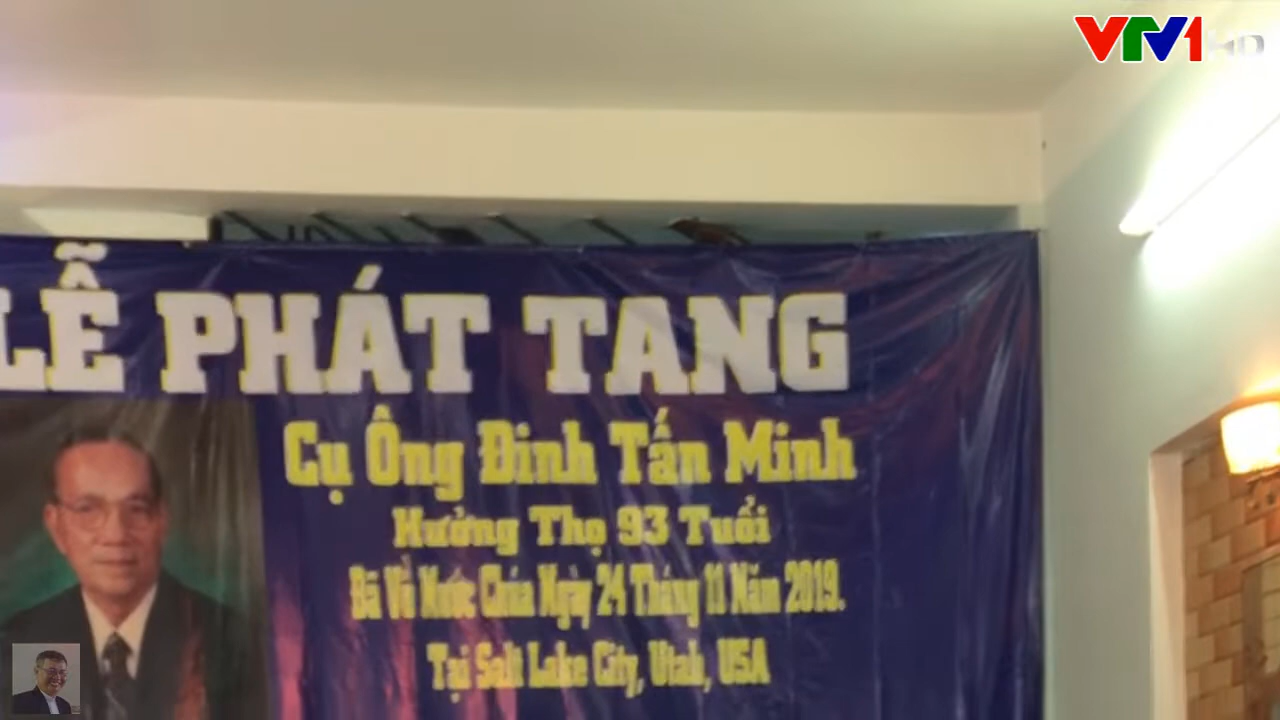 VTV1 HD
LỄ PHÁT TANG
Cụ Ông Đinh Tấn Minh
Hưởng Thọ 93 Tuổi
Đã Về Nước Chúa Ngày 24 Tháng 11 Năm 2019.
Tại Salt Lake City, Utah, USA